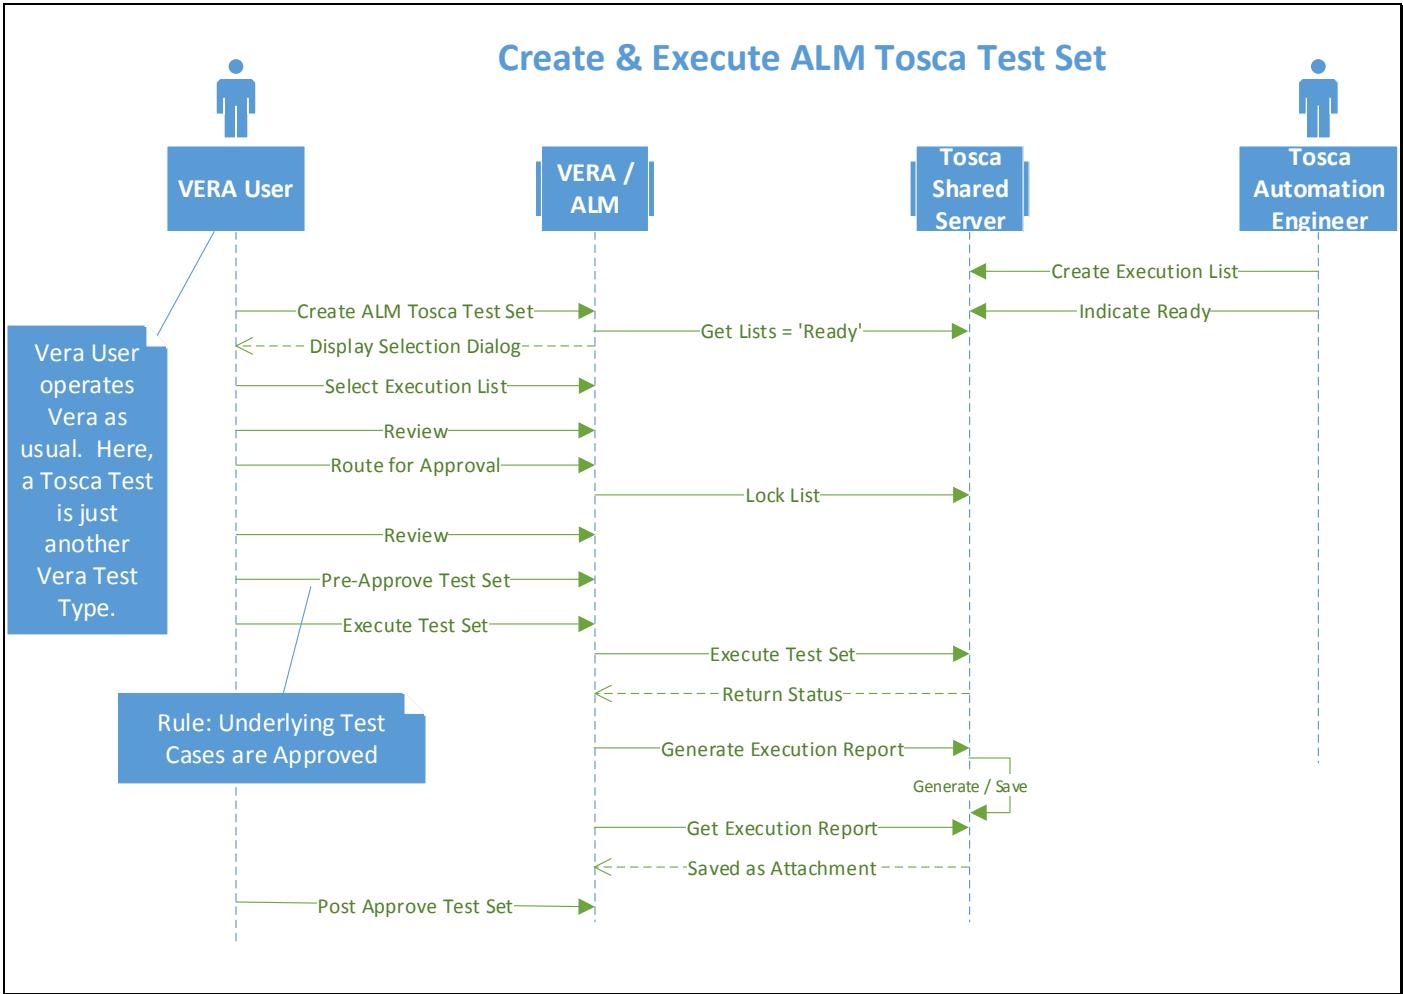 Create & Execute ALM Tosca Test Set
VERA User
VERA /
ALM
Tosca
Shared
Server
Tosca
Automation
Engineer
Create Execution List
Create ALM Tosca Test Set
Indicate Ready
Get Lists = 'Ready'
Display Selection Dialog
Vera User
operates
Vera as
usual.  Here,
a Tosca Test
is just
another
Vera Test
Type.
Select Execution List
Review
Route for Approval
Lock List
Review
Pre-Approve Test Set
Execute Test Set
Execute Test Set
Return Status
Rule: Underlying Test
Cases are Approved
Generate Execution Report
Generate / Save
Get Execution Report
Saved as Attachment
Post Approve Test Set